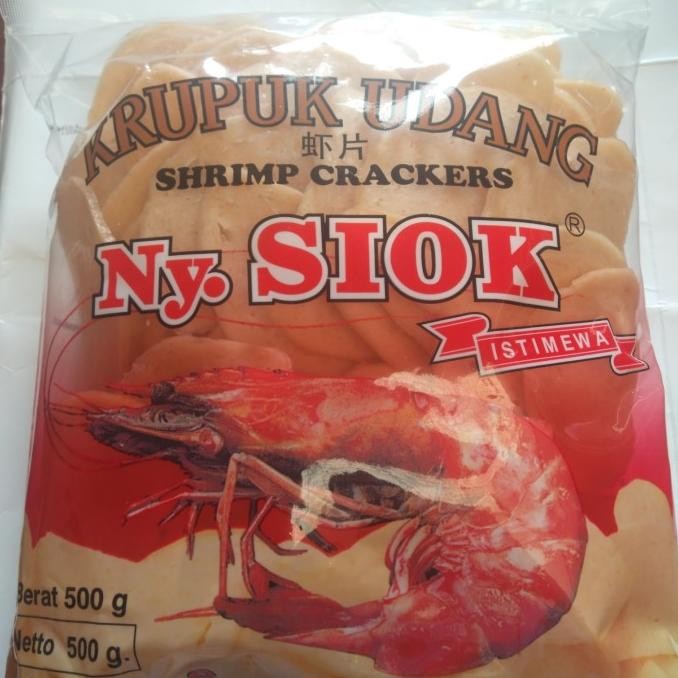 KRUPUK UDANG
虾片
SHRIMP CRACKERS
Ny. SIOK ®
ISTIMEWA
Berat 500 g
Netto 500 g.